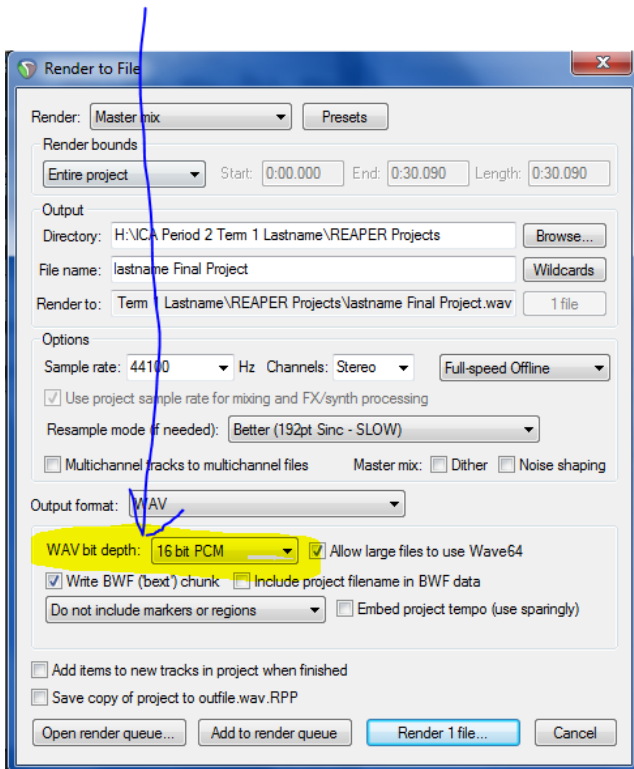 Render to File
Render: Master mix Presets
Render bounds
Entire project Start: 0:00.000 End: 0:30.090 Length: 0:30.090
Output
Directory: H:\ICA Period 2 Term 1 Lastname\REAPER Projects Browse...
File name: lastname Final Project Wildcards
Render to: Term 1 Lastname\REAPER Projects\lastname Final Project.wav 1 file
Options
Sample rate: 44100 Hz Channels: Stereo Full-speed Offline
Use project sample rate for mixing and FX/synth processing
Resample mode (if needed): Better (192pt Sinc - SLOW)
Multichannel tracks to multichannel files Master mix: Dither Noise shaping
Output format: WAV
WAV bit depth: 16 bit PCM Allow large files to use Wave64
Write BWF ('bext') chunk Include project filename in BWF data
Do not include markers or regions Embed project tempo (use sparingly)
Add items to new tracks in project when finished
Save copy of project to outfile.wav.RPP
Open render queue... Add to render queue Render 1 file... Cancel